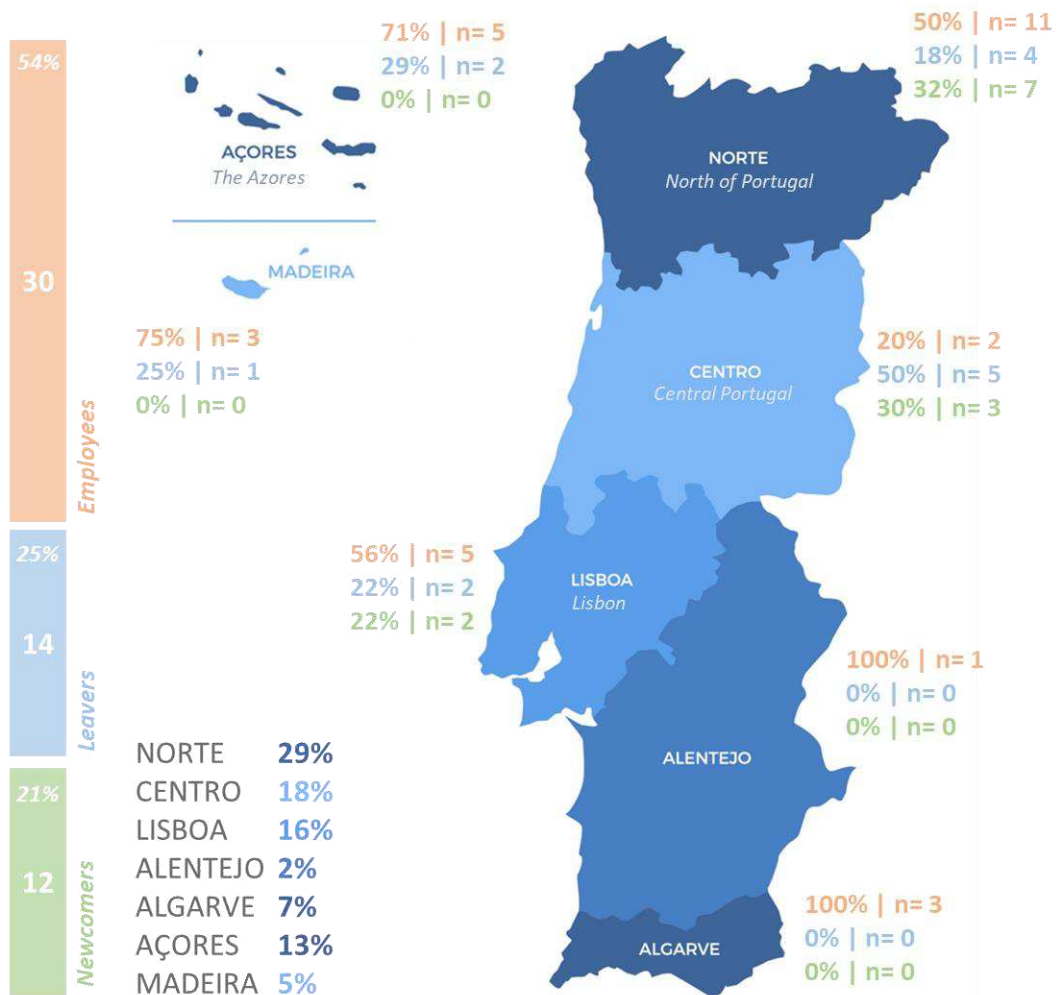 54%
30
Employees
25%
14
Leavers
21%
12
Newcomers
71% | n= 5
29% | n= 2
0% | n= 0
AÇORES
The Azores
MADEIRA
75% | n= 3
25% | n= 1
0% | n= 0
50% | n= 11
18% | n= 4
32% | n= 7
NORTE
North of Portugal
20% | n= 2
50% | n= 5
30% | n= 3
CENTRO
Central Portugal
56% | n= 5
22% | n= 2
22% | n= 2
LISBOA
Lisbon
100% | n= 1
0% | n= 0
0% | n= 0
ALENTEJO
100% | n= 3
0% | n= 0
0% | n= 0
ALGARVE
NORTE 29%
CENTRO 18%
LISBOA 16%
ALENTEJO 2%
ALGARVE 7%
AÇORES 13%
MADEIRA 5%